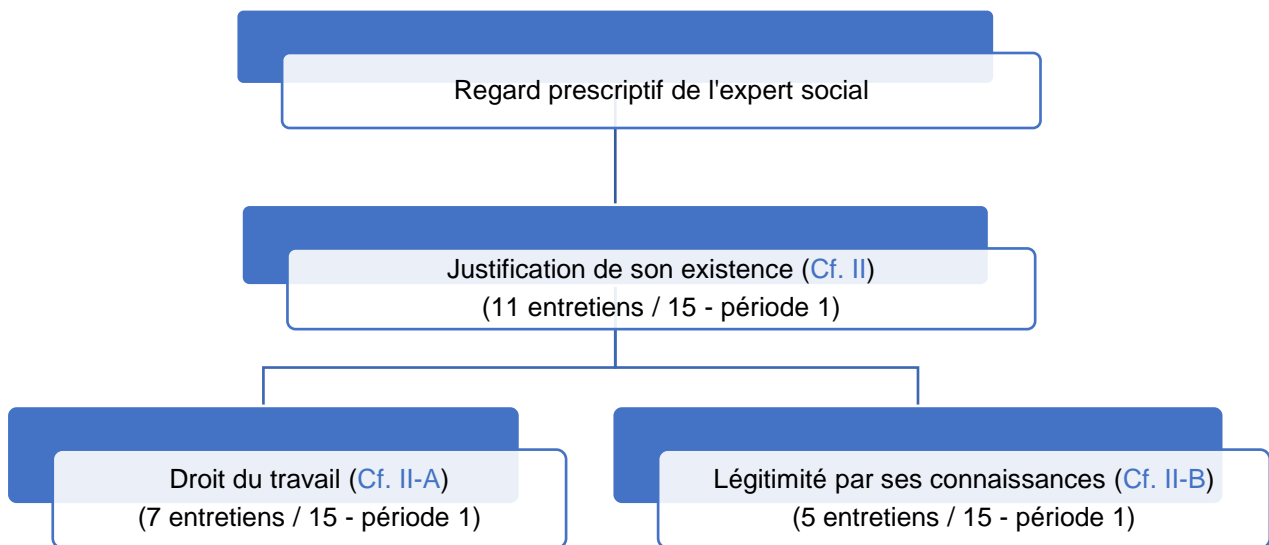 Regard prescriptif de l'expert social
Justification de son existence (Cf. II)
(11 entretiens / 15 - période 1)
Droit du travail (Cf. II-A)
(7 entretiens / 15 - période 1)
Légitimité par ses connaissances (Cf. II-B)
(5 entretiens / 15 - période 1)